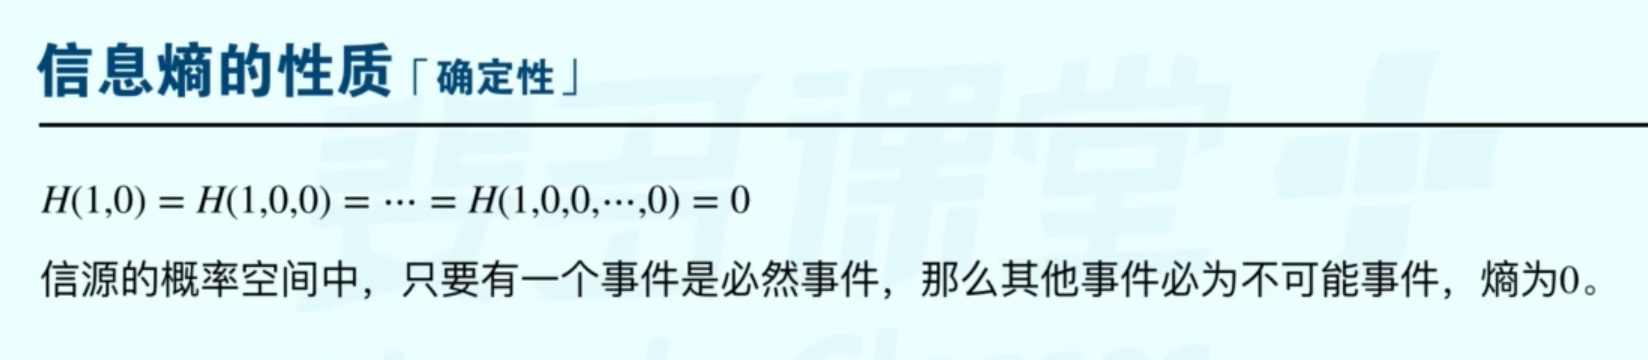 信息熵的性质「确定性」
H(1,0) = H(1,0,0) = ··· = H(1,0,0,···,0) = 0
信源的概率空间中，只要有一个事件是必然事件，那么其他事件必为不可能事件，熵为0。